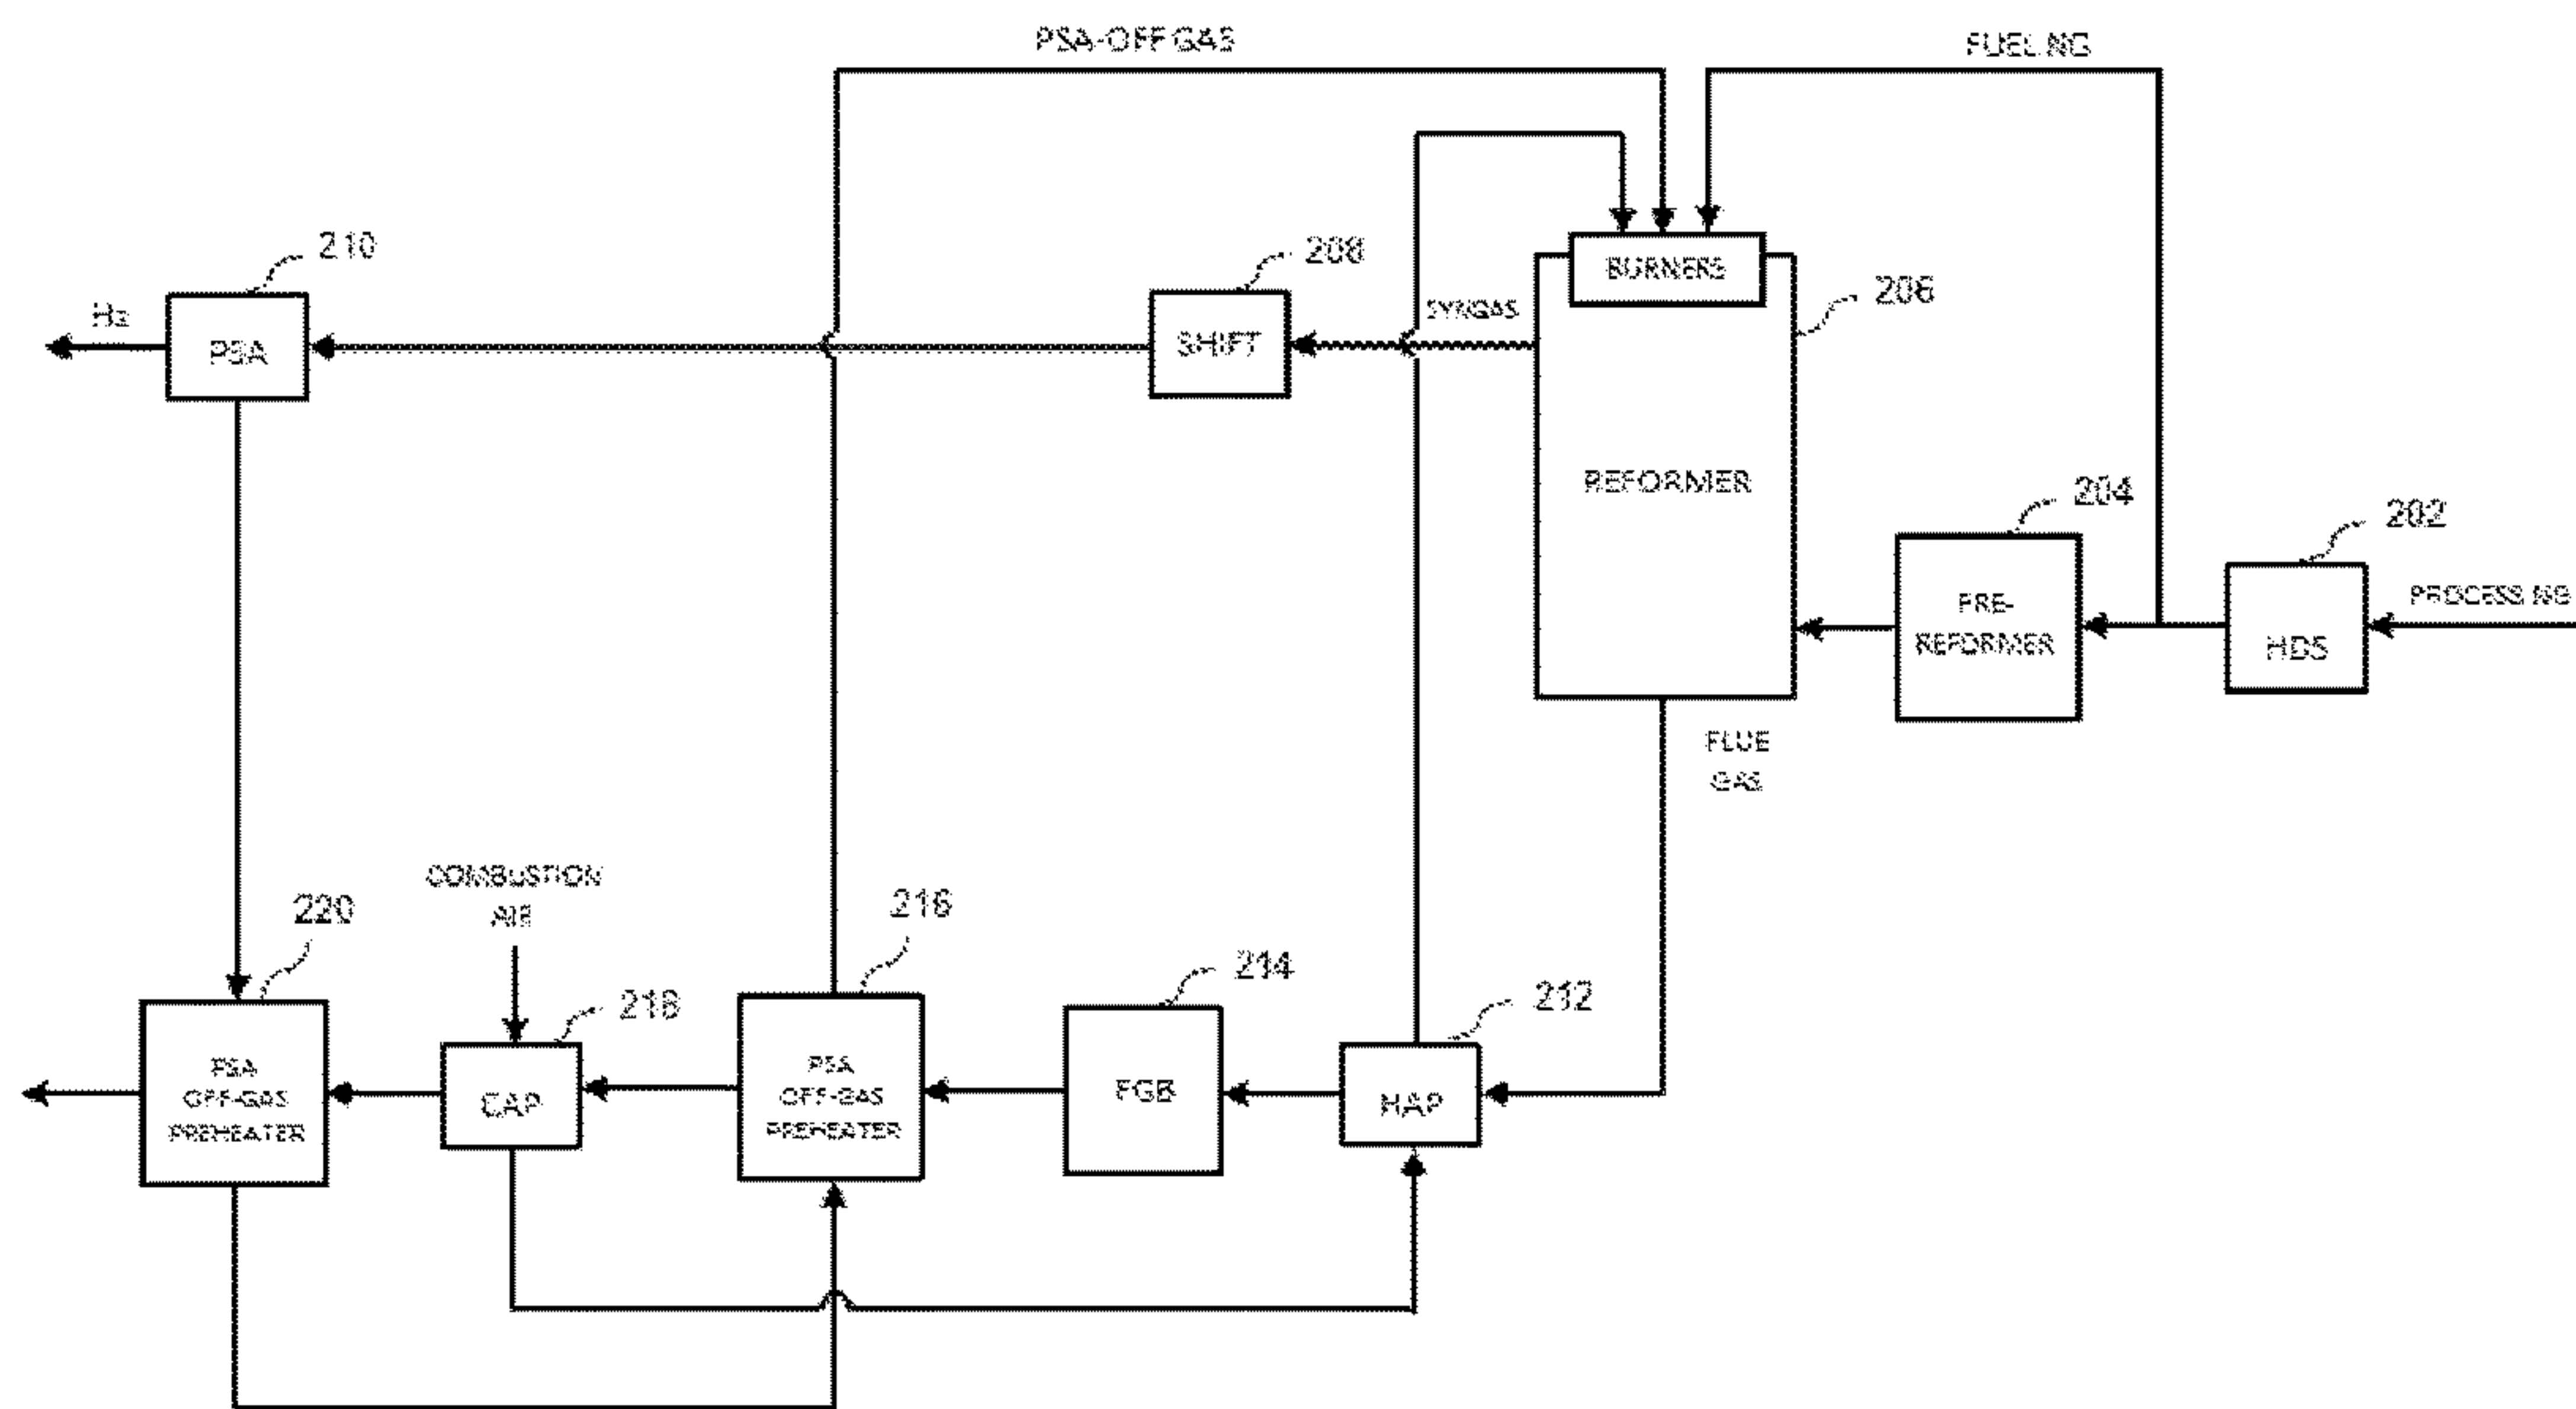 PSA-OFF GAS
FUEL NG
210
208
BURNERS
206
H2
SYNGAS
PSA
SHIFT
REFORMER
204
202
PRE-
REFORMER
HDS
PROCESS NG
FLUE
GAS
COMBUSTION
AIR
220
218
216
214
212
PSA
OFF-GAS
PREHEATER
CAP
PSA
OFF-GAS
PREHEATER
FGB
HAP